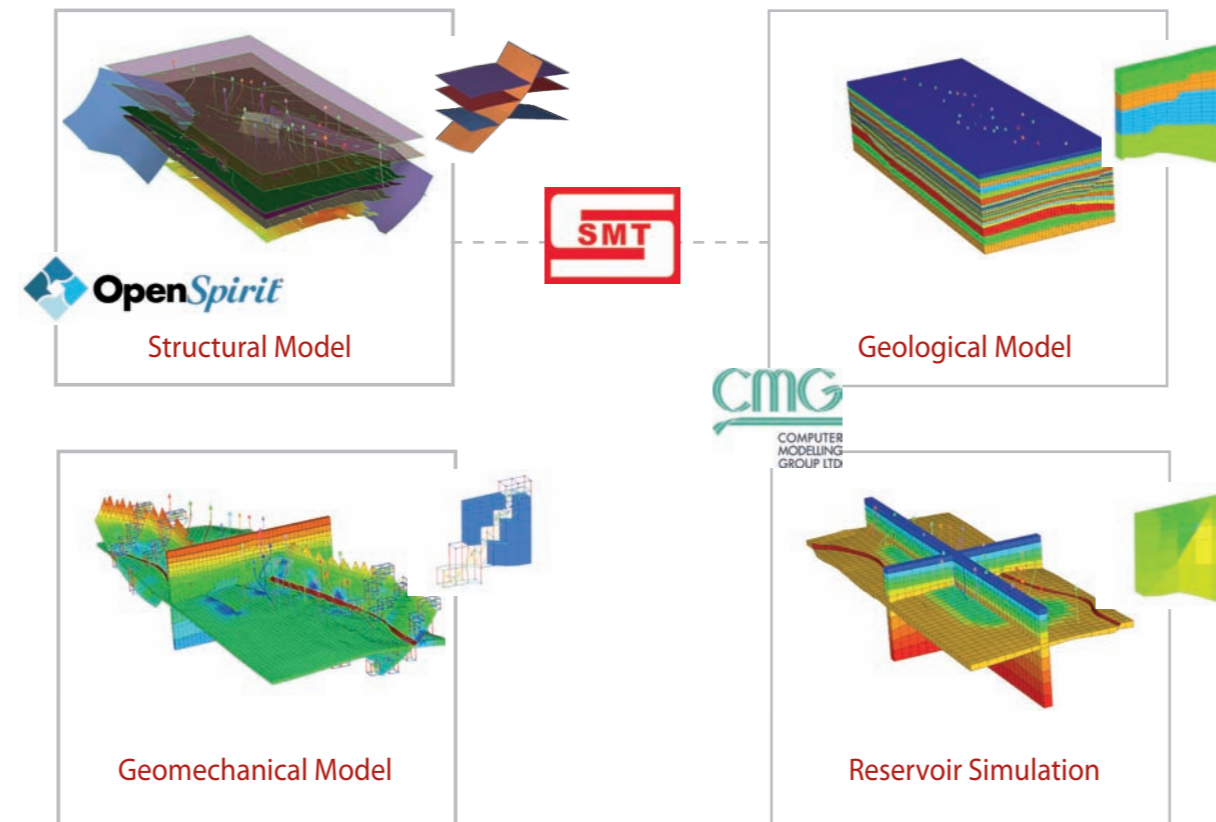 SMT
OpenSpirit
Structural Model
Geological Model
CMG
COMPUTER
MODELLING
GROUP LTD
Geomechanical Model
Reservoir Simulation